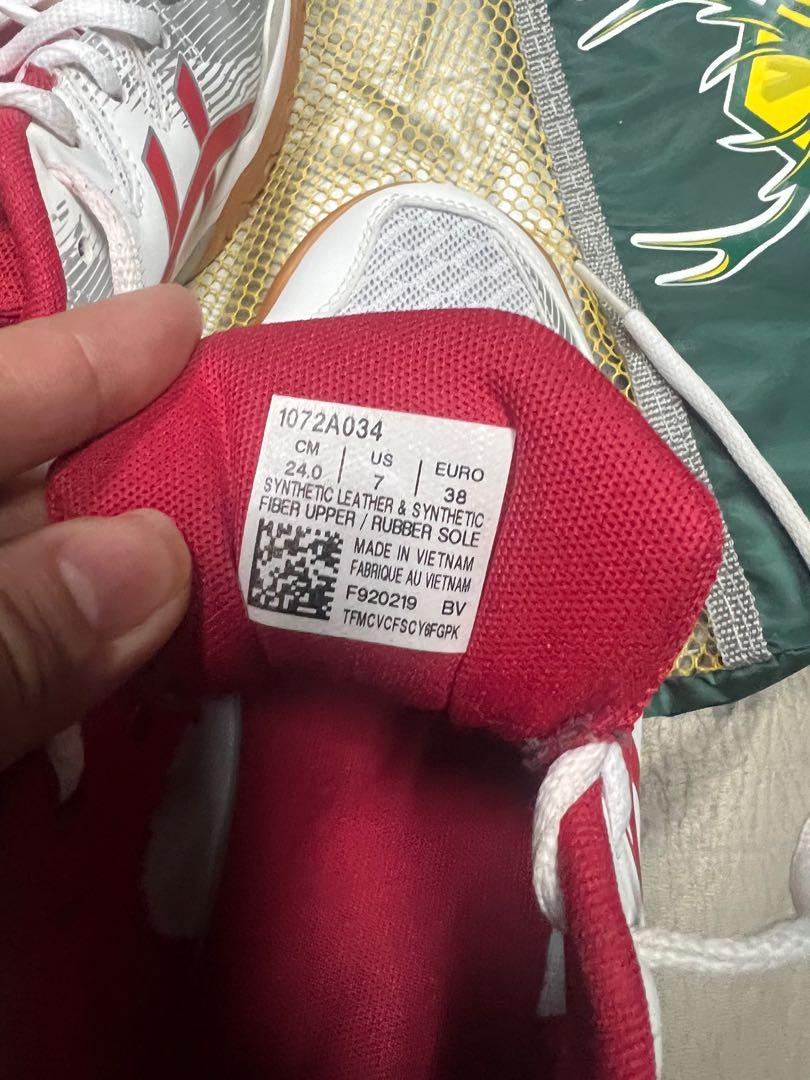 1072A034
CM | US | EURO
24.0 | 7 | 38
SYNTHETIC LEATHER & SYNTHETIC
FIBER UPPER / RUBBER SOLE
MADE IN VIETNAM
FABRIQUE AU VIETNAM
F920219 BV
TFMCVCFSCY6FGPK